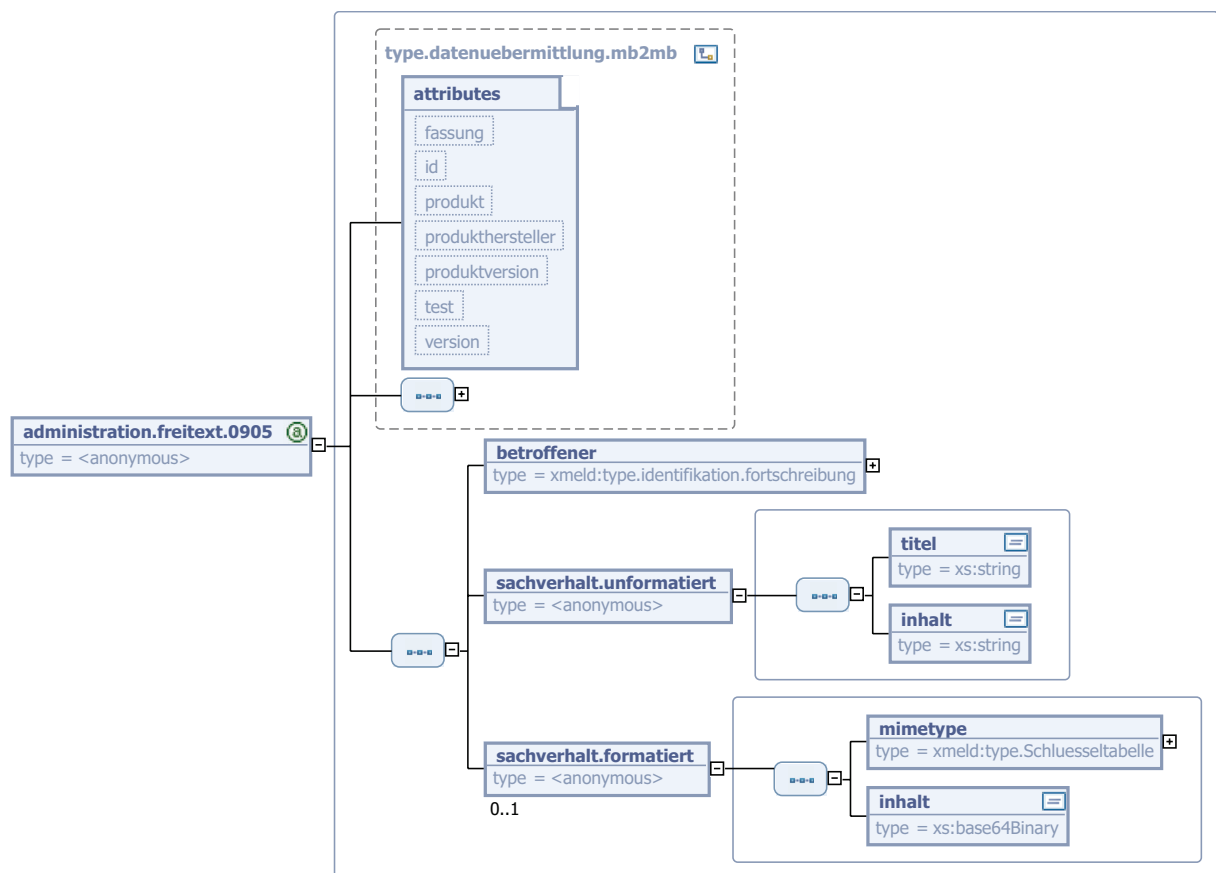 type.datenuebermittlung.mb2mb
attributes
fassung
id
produkt
produkthersteller
produktversion
test
version
administration.freitext.0905
type = <anonymous>
betroffener
type = xmeld:type.identifikation.fortschreibung
sachverhalt.unformatiert
type = <anonymous>
titel
type = xs:string
inhalt
type = xs:string
sachverhalt.formatiert
type = <anonymous>
0..1
mimetype
type = xmeld:type.Schluesseltabelle
inhalt
type = xs:base64Binary